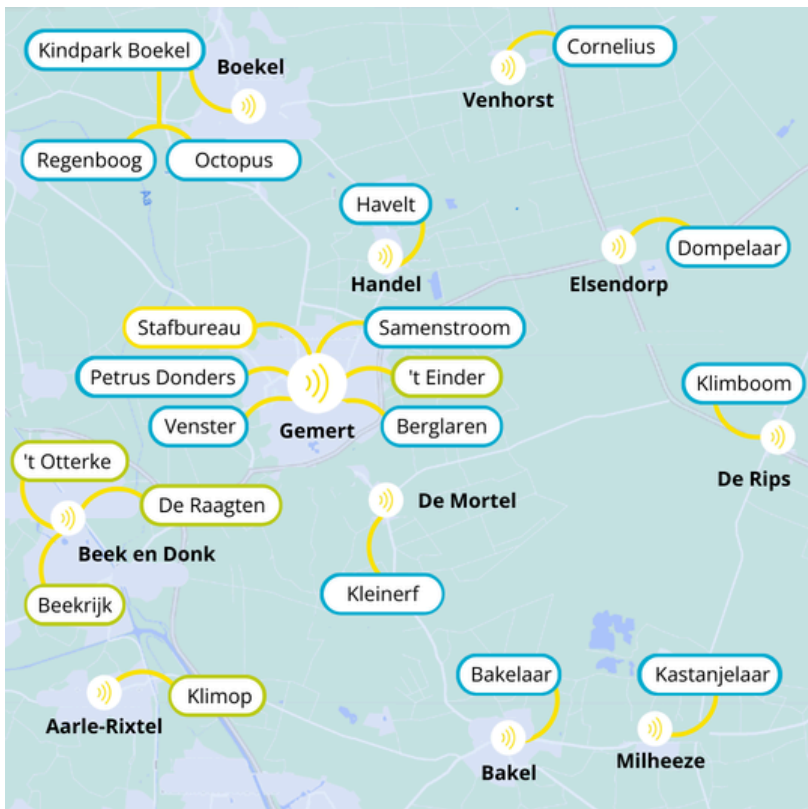 Kindpark Boekel
Cornelius
Boekel
Venhorst
Regenboog
Octopus
A3
Havelt
Dompelaar
Handel
Elsendorp
Stafbureau
Samenstroom
Petrus Donders
't Einder
Klimboom
Venster
Gemert
Berglaren
't Otterke
De Rips
De Raagten
De Mortel
Beek en Donk
Kleinerf
Beekrijk
Bakelaar
Kastanjelaar
Klimop
Aarle-Rixtel
Bakel
Milheeze